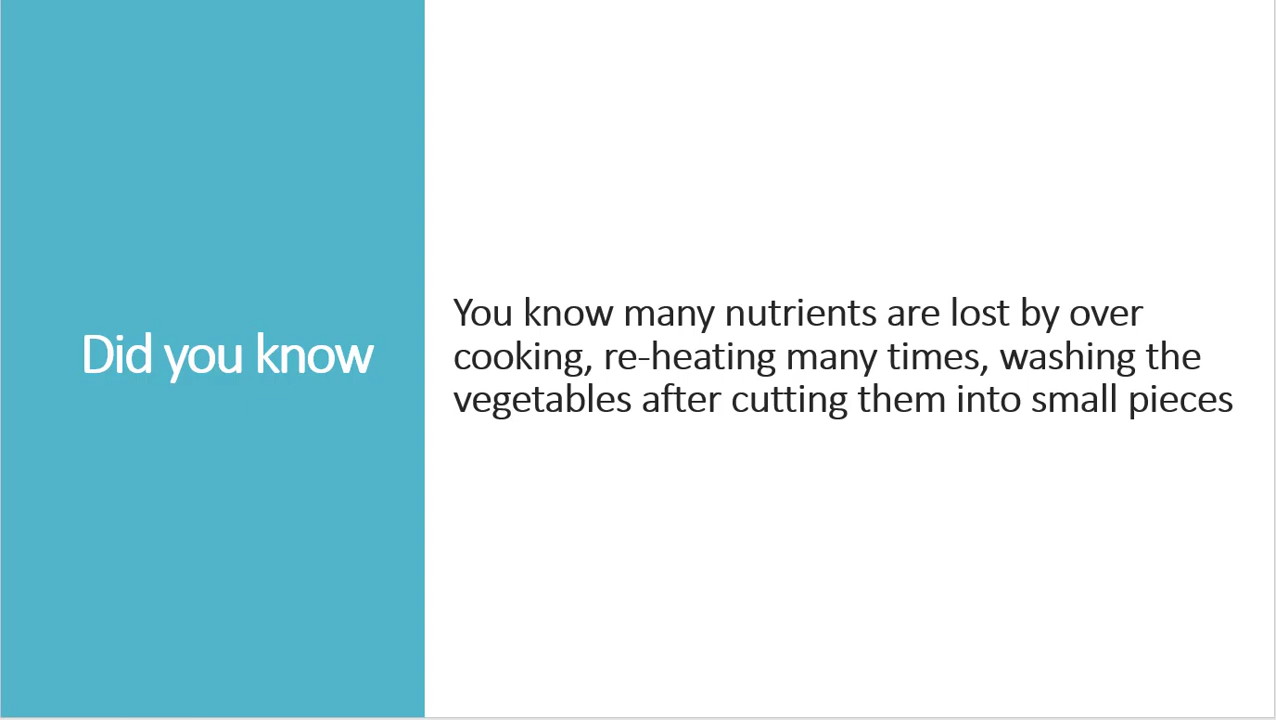 Did you know
You know many nutrients are lost by over
cooking, re-heating many times, washing the
vegetables after cutting them into small pieces